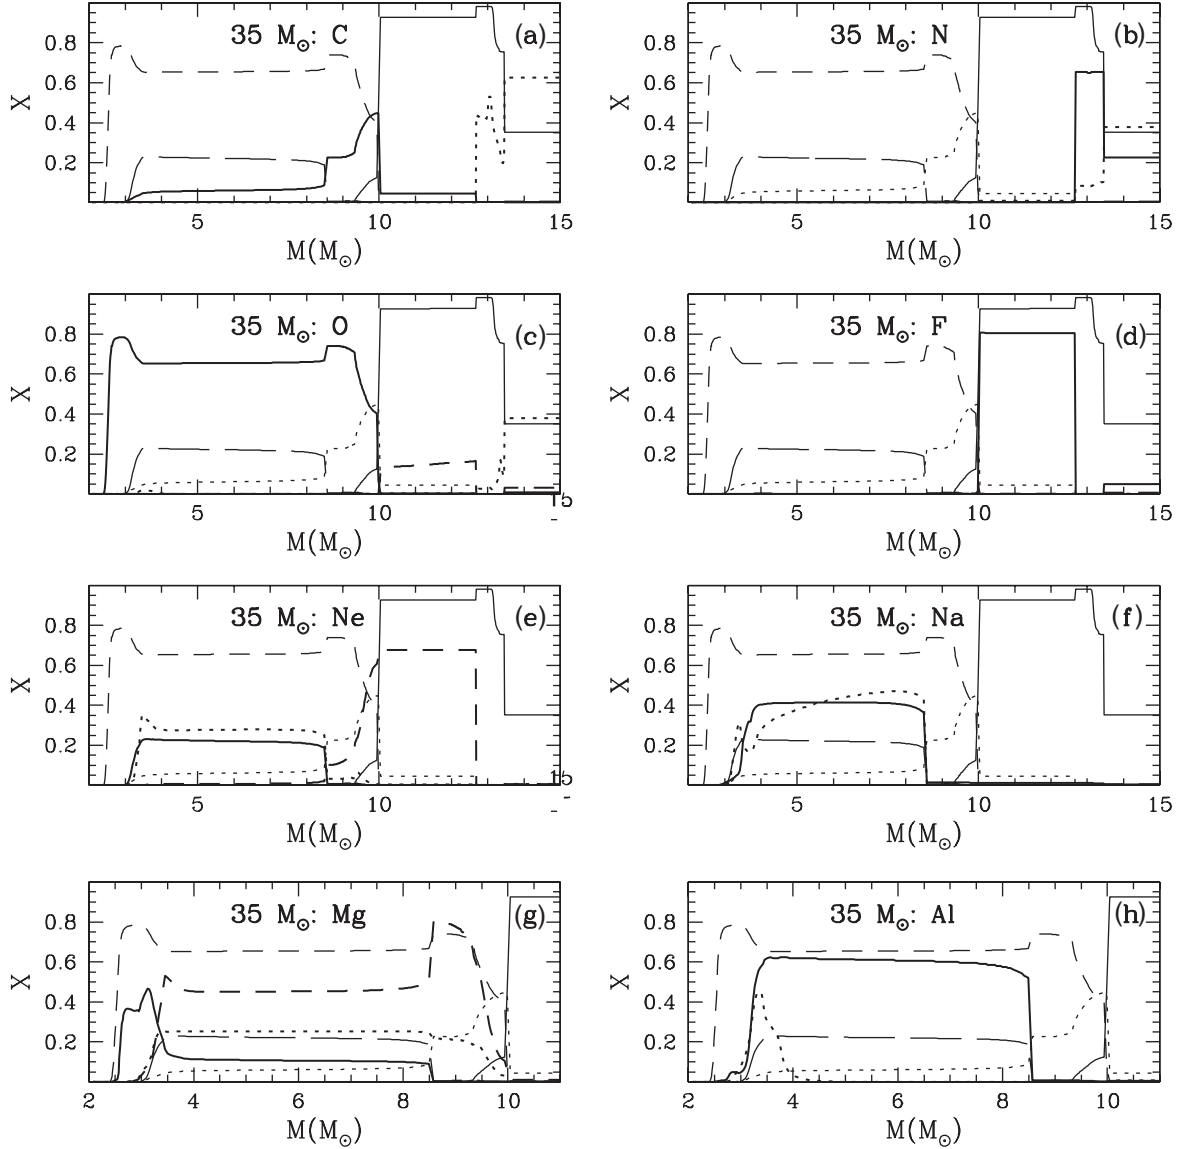 35 M⊙: C (a)
0.8
0.6
0.4
0.2
X
5 10 15
M(M⊙)
35 M⊙: N (b)
0.8
0.6
0.4
0.2
X
5 10 15
M(M⊙)
35 M⊙: O (c)
0.8
0.6
0.4
0.2
X
5 10 15
M(M⊙)
35 M⊙: F (d)
0.8
0.6
0.4
0.2
X
5 10 15
M(M⊙)
35 M⊙: Ne (e)
0.8
0.6
0.4
0.2
X
5 10 15
M(M⊙)
35 M⊙: Na (f)
0.8
0.6
0.4
0.2
X
5 10 15
M(M⊙)
35 M⊙: Mg (g)
0.8
0.6
0.4
0.2
X
2 4 6 8 10
M(M⊙)
35 M⊙: Al (h)
0.8
0.6
0.4
0.2
X
2 4 6 8 10
M(M⊙)